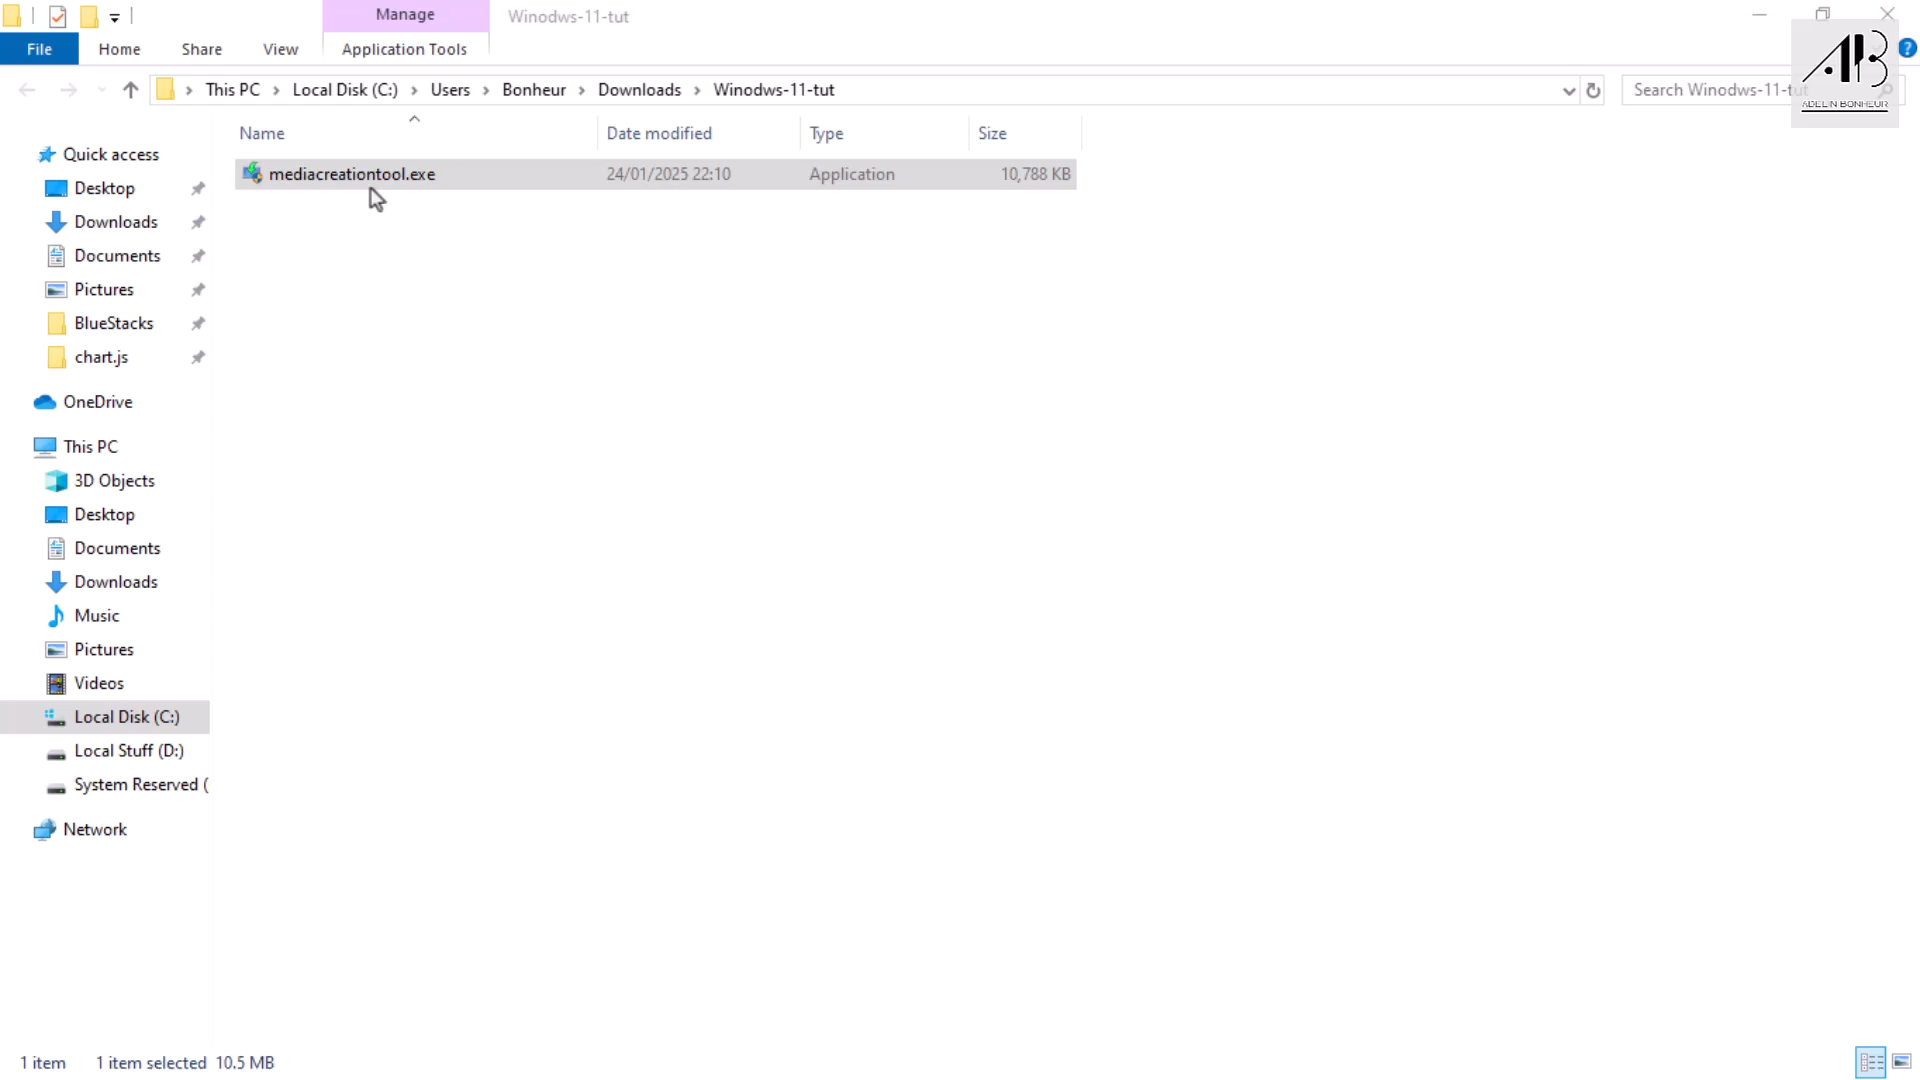 Manage
Winodws-11-tut
File
Home
Share
View
Application Tools
This PC
Local Disk (C:)
Users
Bonheur
Downloads
Winodws-11-tut
Search Winodws-11-tut
AB
ADELIN BONHEUR
Name
Date modified
Type
Size
mediacreationtool.exe
24/01/2025 22:10
Application
10,788 KB
Quick access
Desktop
Downloads
Documents
Pictures
BlueStacks
chart.js
OneDrive
This PC
3D Objects
Desktop
Documents
Downloads
Music
Pictures
Videos
Local Disk (C:)
Local Stuff (D:)
System Reserved (
Network
1 item
1 item selected 10.5 MB